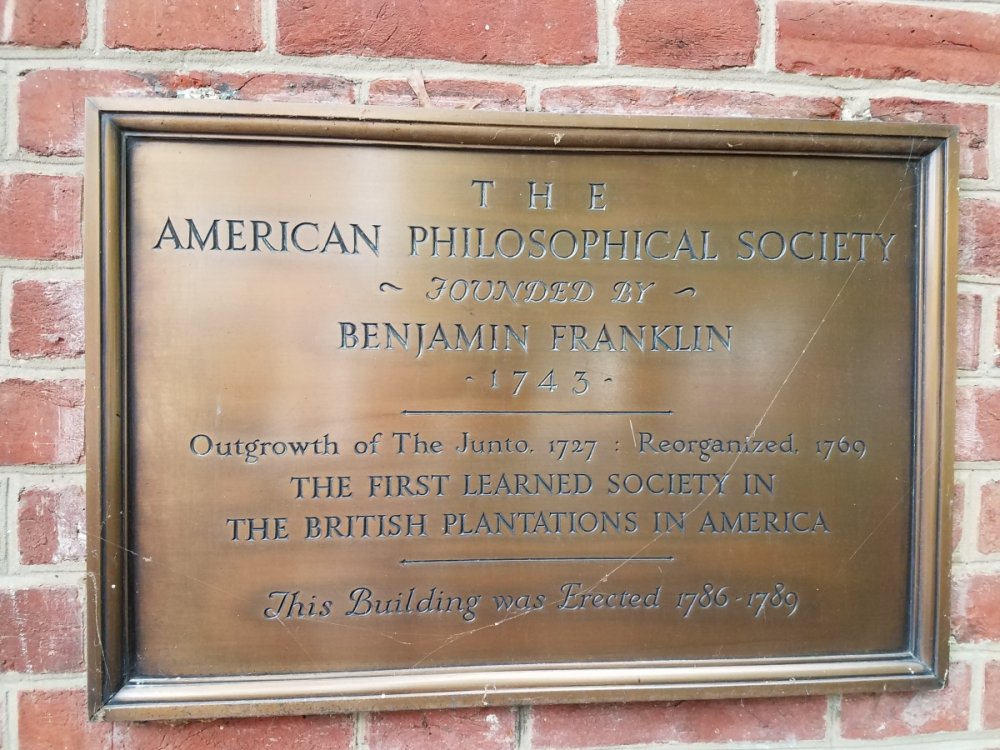 THE
AMERICAN PHILOSOPHICAL SOCIETY
~ FOUNDED BY ~
BENJAMIN FRANKLIN
· 1743 ·
Outgrowth of The Junto. 1727 : Reorganized. 1769
THE FIRST LEARNED SOCIETY IN
THE BRITISH PLANTATIONS IN AMERICA
This Building was Erected 1786-1789